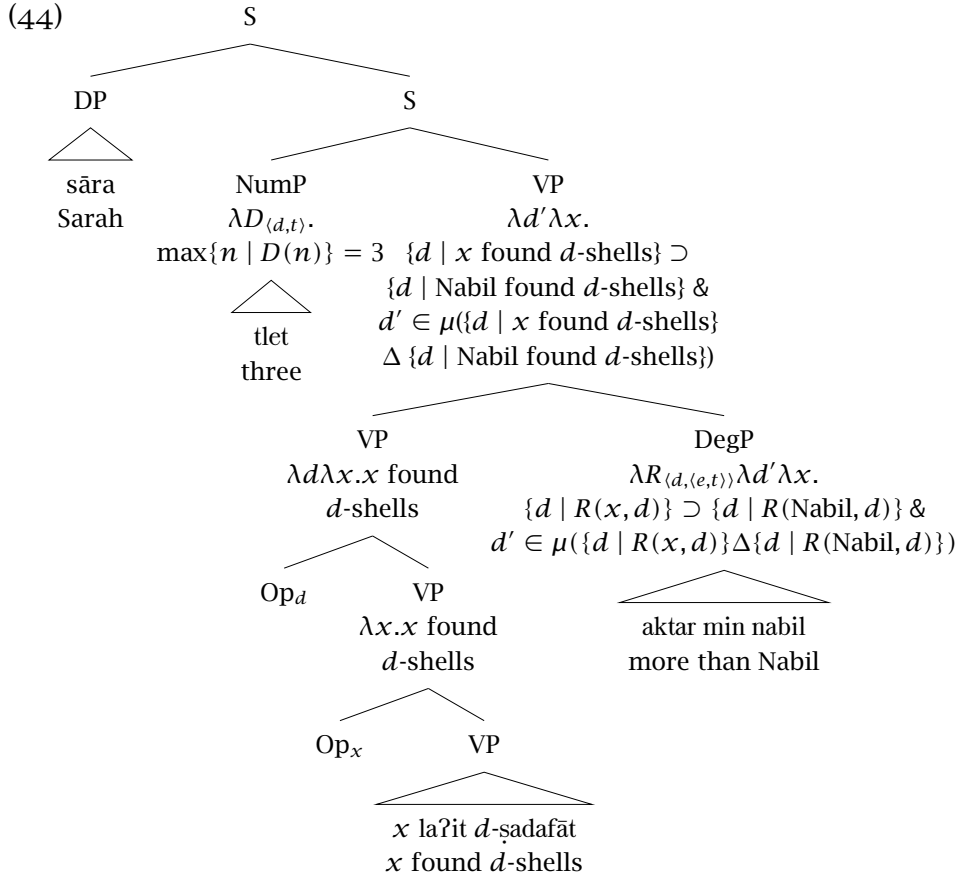 (44)
S
DP S
sāra
Sarah
NumP VP
λD⟨d,t⟩. λd′λx.
max{n | D(n)} = 3 {d | x found d-shells} ⊃
{d | Nabil found d-shells} &
tlet d′ ∈ μ({d | x found d-shells}
three Δ {d | Nabil found d-shells})
VP DegP
λdλx.x found λR⟨d,⟨e,t⟩⟩λd′λx.
d-shells {d | R(x, d)} ⊃ {d | R(Nabil, d)} &
d′ ∈ μ({d | R(x, d)}Δ{d | R(Nabil, d)})
Opd VP
λx.x found aktar min nabil
d-shells more than Nabil
Opx VP
x laʔit d-ṣadafāt
x found d-shells